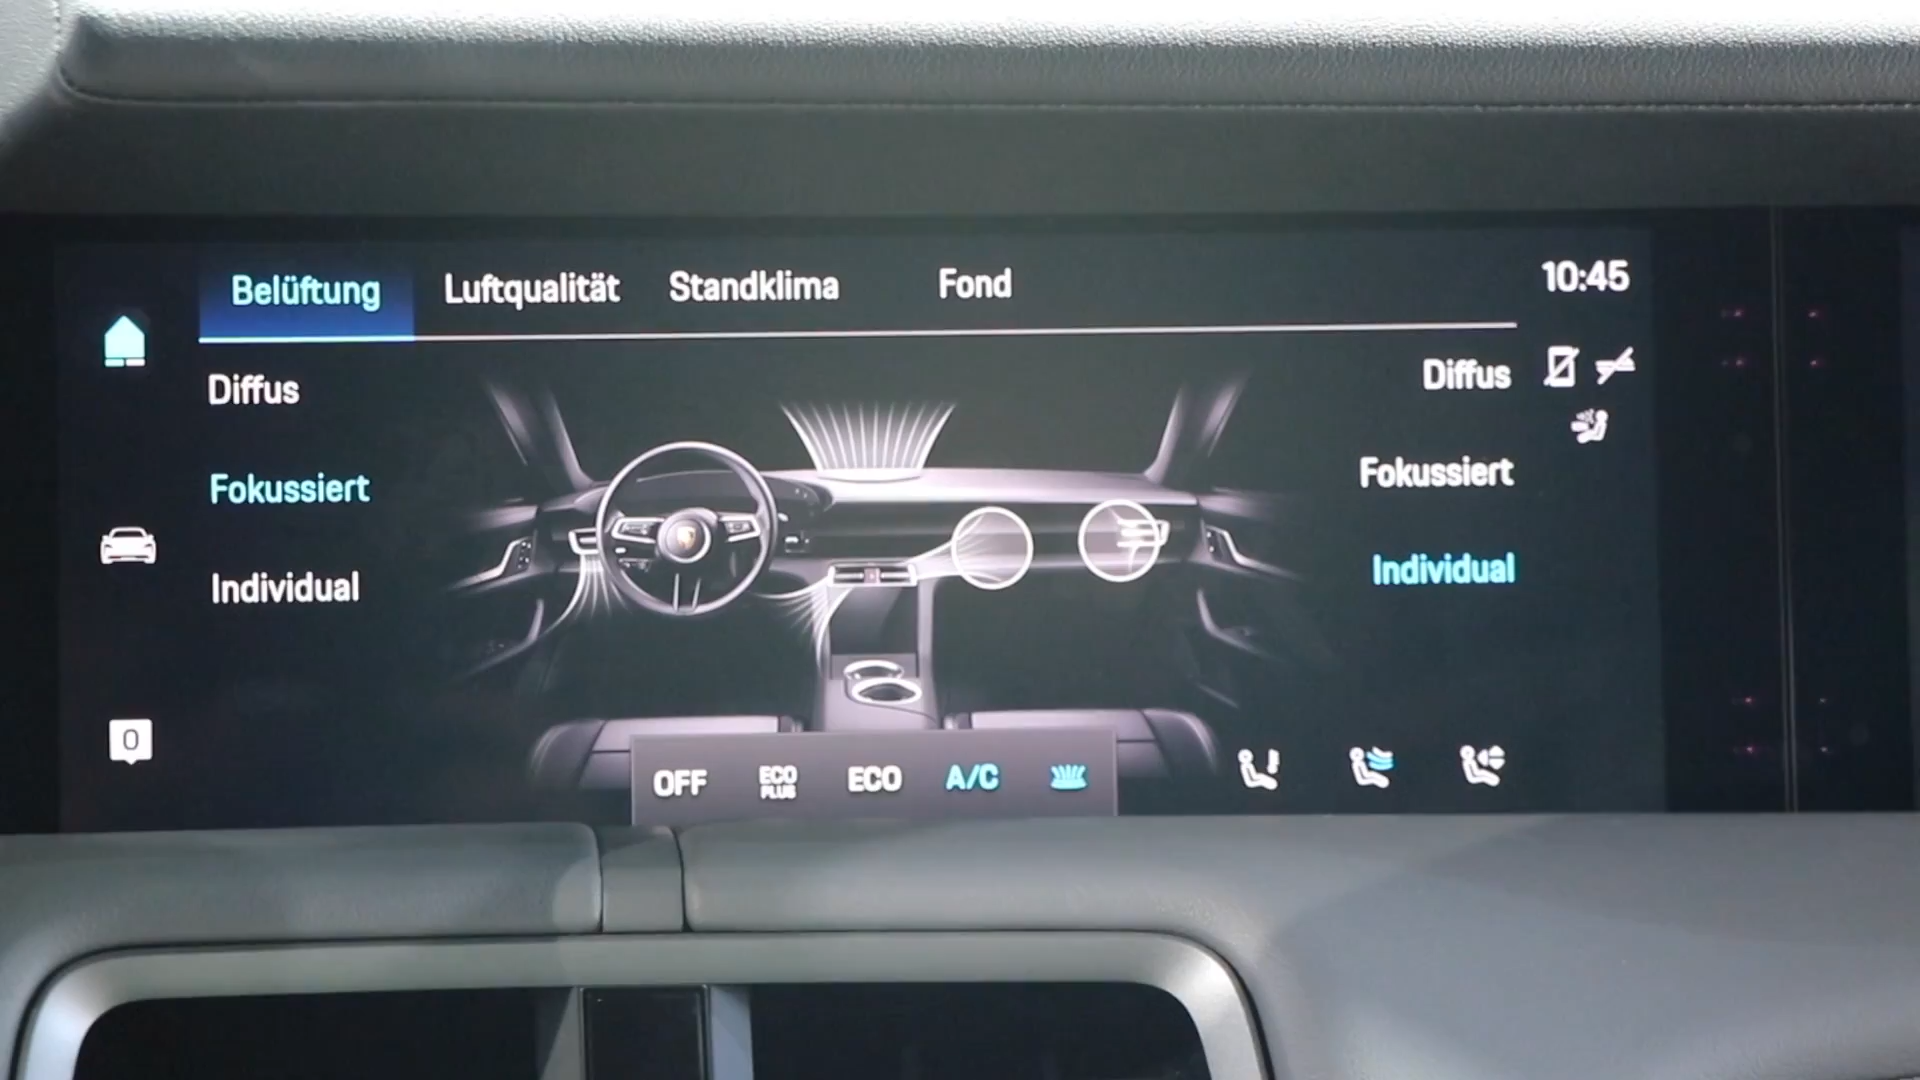 Belüftung Luftqualität Standklima Fond 10:45
Diffus Diffus
Fokussiert Fokussiert
Individual Individual
0
OFF ECO PLUS ECO A/C